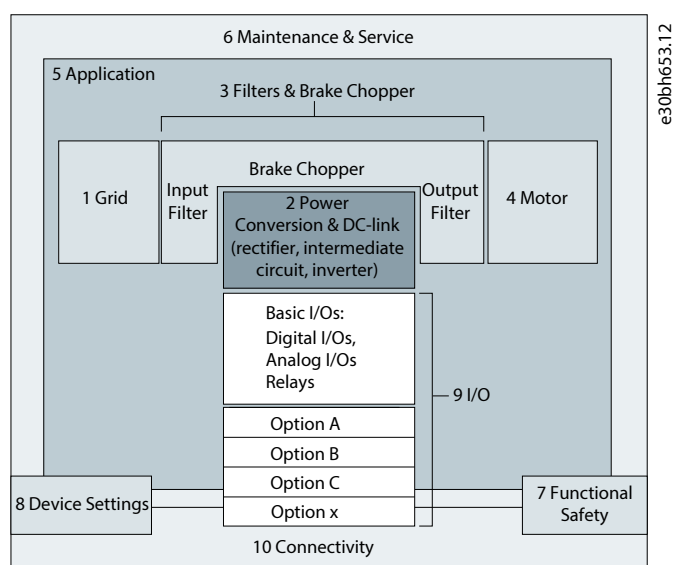 6 Maintenance & Service
e30bh653.12
5 Application
3 Filters & Brake Chopper
Brake Chopper
1 Grid
Input
Filter
Output
Filter
4 Motor
2 Power
Conversion & DC-link
(rectifier, intermediate
circuit, inverter)
Basic I/Os:
Digital I/Os,
Analog I/Os
Relays
9 I/O
Option A
Option B
Option C
Option x
8 Device Settings
7 Functional
Safety
10 Connectivity